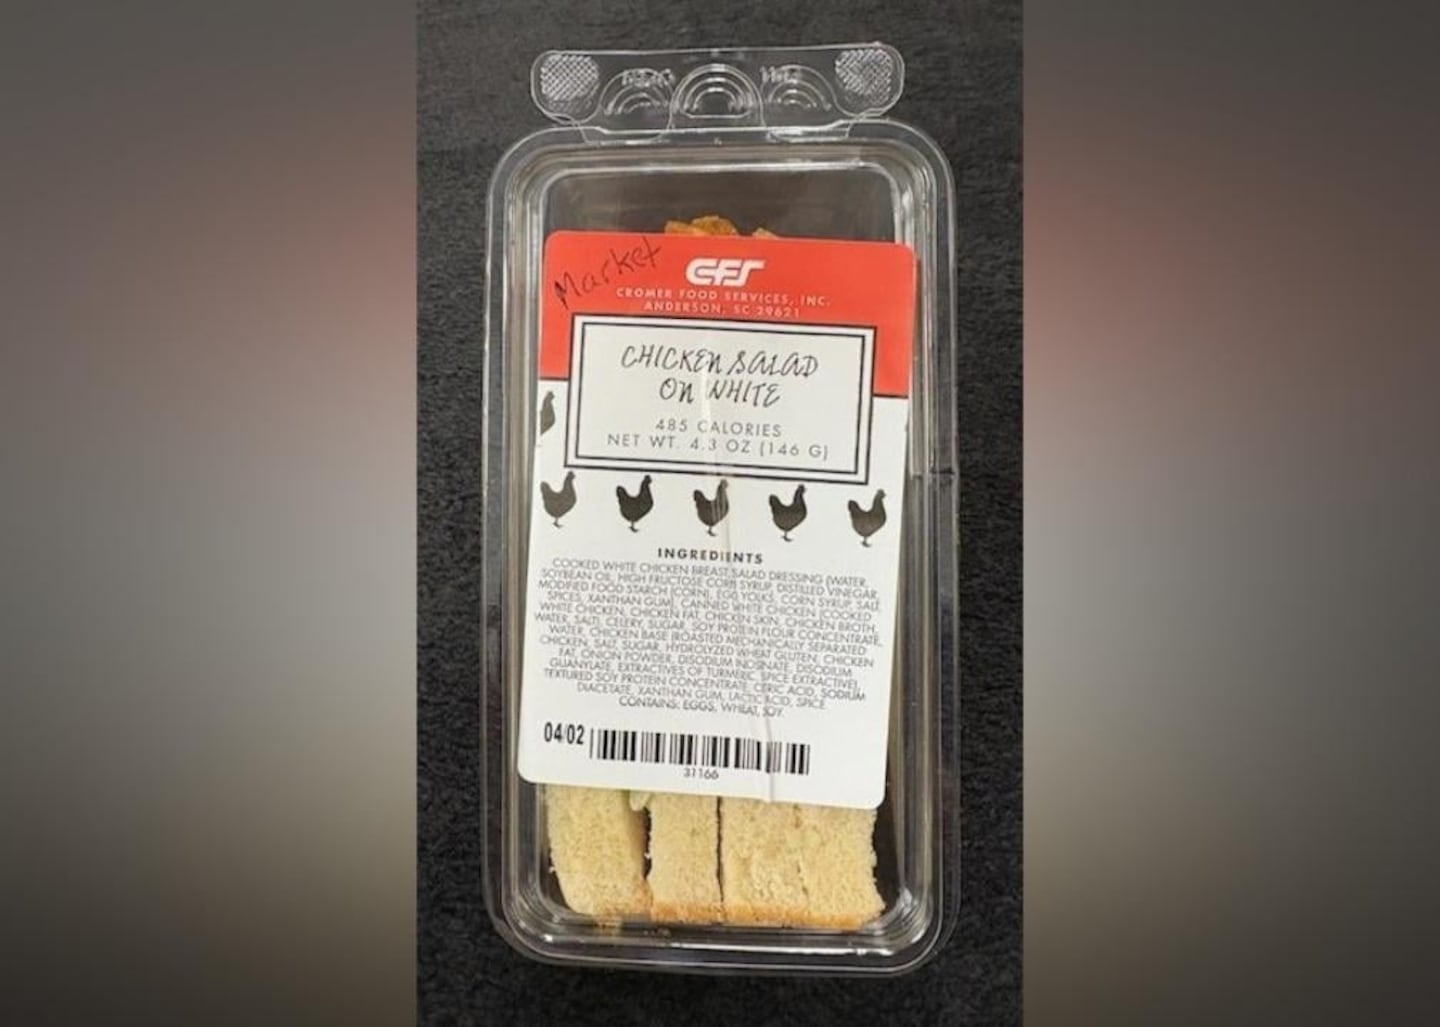 Market
CFS
CROMER FOOD SERVICES, INC.
ANDERSON, SC 29621
CHICKEN SALAD
ON WHITE
485 CALORIES
NET WT. 4.3 OZ (146 G)
INGREDIENTS
COOKED WHITE CHICKEN BREAST,SALAD DRESSING (WATER,
SOYBEAN OIL, HIGH FRUCTOSE CORN SYRUP, DISTILLED VINEGAR,
MODIFIED FOOD STARCH (CORN), EGG YOLKS, CORN SYRUP, SALT,
SPICES, XANTHAN GUM), CANNED WHITE CHICKEN (COOKED
WHITE CHICKEN, CHICKEN FAT, CHICKEN SKIN, CHICKEN BROTH,
WATER, SALT), CELERY, SUGAR, SOY PROTEIN FLOUR CONCENTRATE,
WATER, CHICKEN BASE (ROASTED MECHANICALLY SEPARATED
CHICKEN, SALT, SUGAR, HYDROLYZED WHEAT GLUTEN, CHICKEN
FAT, ONION POWDER, DISODIUM INOSINATE, DISODIUM
GUANYLATE, EXTRACTIVES OF TURMERIC, SPICE EXTRACTIVE),
TEXTURED SOY PROTEIN CONCENTRATE, CITRIC ACID, SODIUM
DIACETATE, XANTHAN GUM, LACTIC ACID, SPICE.
CONTAINS: EGGS, WHEAT, SOY.
04/02
31166